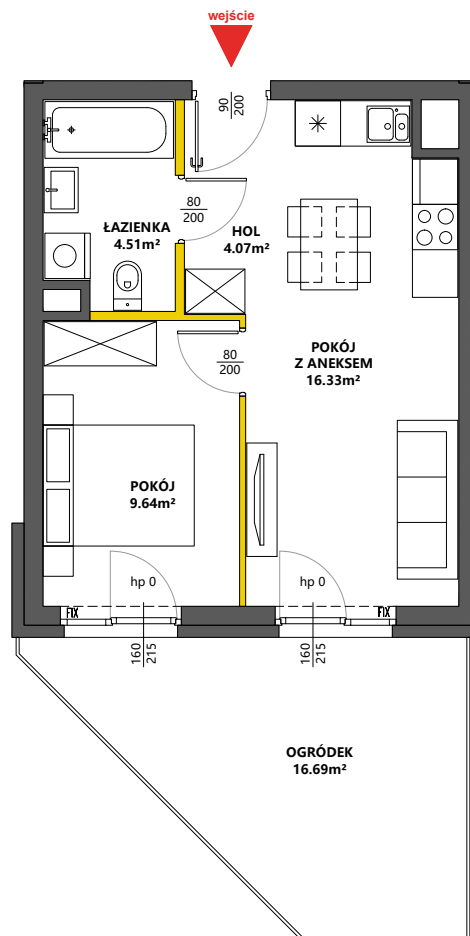 wejście
90
200
80
200
ŁAZIENKA
4.51m²
HOL
4.07m²
POKÓJ
Z ANEKSEM
16.33m²
80
200
POKÓJ
9.64m²
hp 0
hp 0
FIX
FIX
160
215
160
215
OGRÓDEK
16.69m²